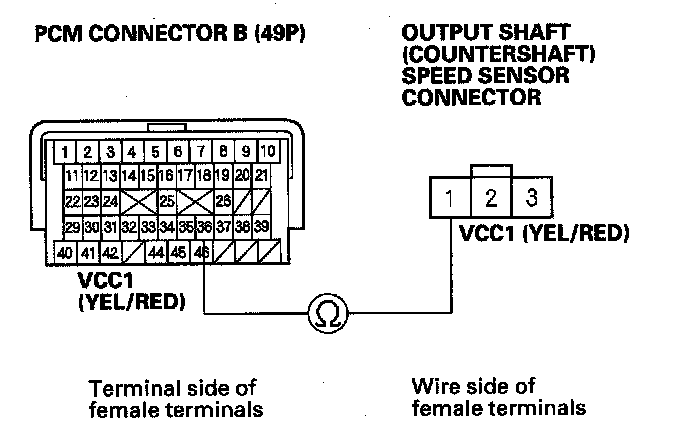 PCM CONNECTOR B (49P)
OUTPUT SHAFT
(COUNTERSHAFT)
SPEED SENSOR
CONNECTOR
1 2 3 4 5 6 7 8 9 10
11 12 13 14 15 16 17 18 19 20 21
22 23 24 25 26
29 30 31 32 33 34 35 36 37 38 39
40 41 42 44 45 46
VCC1
(YEL/RED)
1 2 3
VCC1 (YEL/RED)
Ω
Terminal side of
female terminals
Wire side of
female terminals